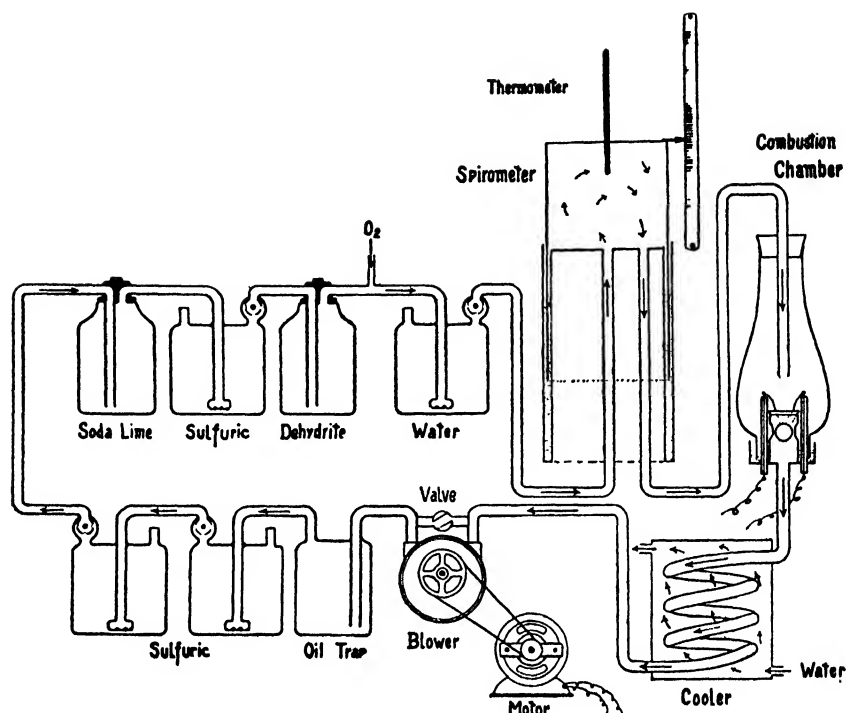 Thermometer
Combustion
Chamber
Spirometer
O₂
Soda Lime
Sulfuric
Dehydrite
Water
Valve
Sulfuric
Oil Trap
Blower
Motor
Cooler
Water